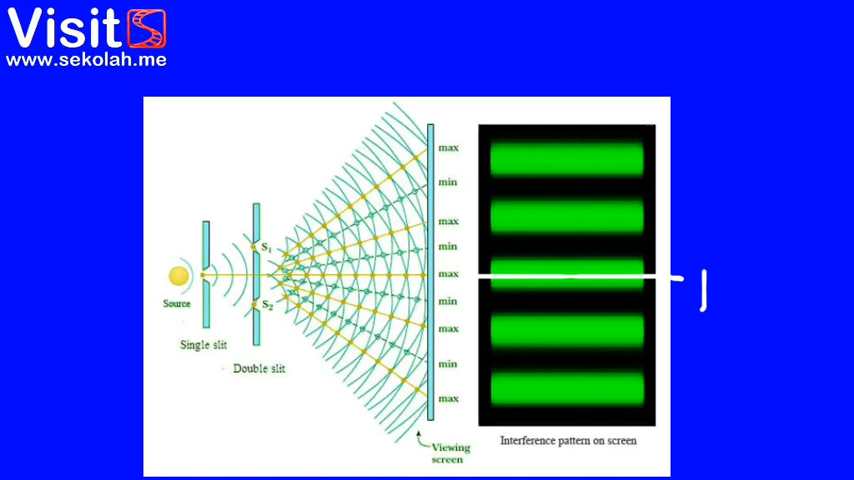 Visit
www.sekolah.me
max
min
max
min
max
min
max
min
max
S1
S2
Source
Single slit
Double slit
Viewing
screen
Interference pattern on screen
1